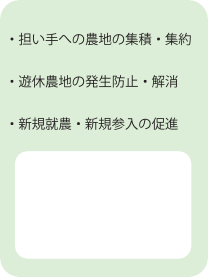 ・担い手への農地の集積・集約
・遊休農地の発生防止・解消
・新規就農・新規参入の促進